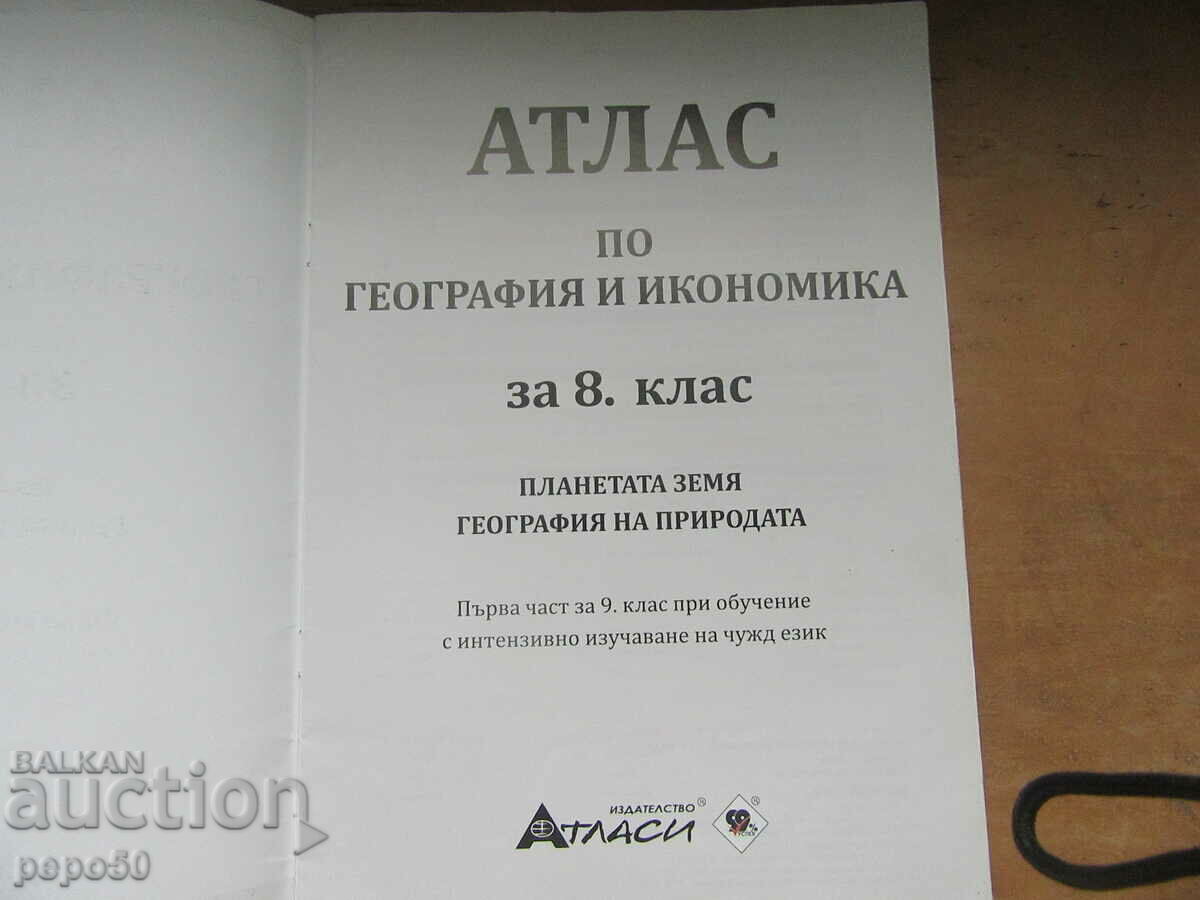 АТЛАС
ПО
ГЕОГРАФИЯ И ИКОНОМИКА
за 8. клас
ПЛАНЕТАТА ЗЕМЯ
ГЕОГРАФИЯ НА ПРИРОДАТА
Първа част за 9. клас при обучение
с интензивно изучаване на чужд език
ИЗДАТЕЛСТВО ®
АТЛАСИ
BALKAN
auction
pepo50